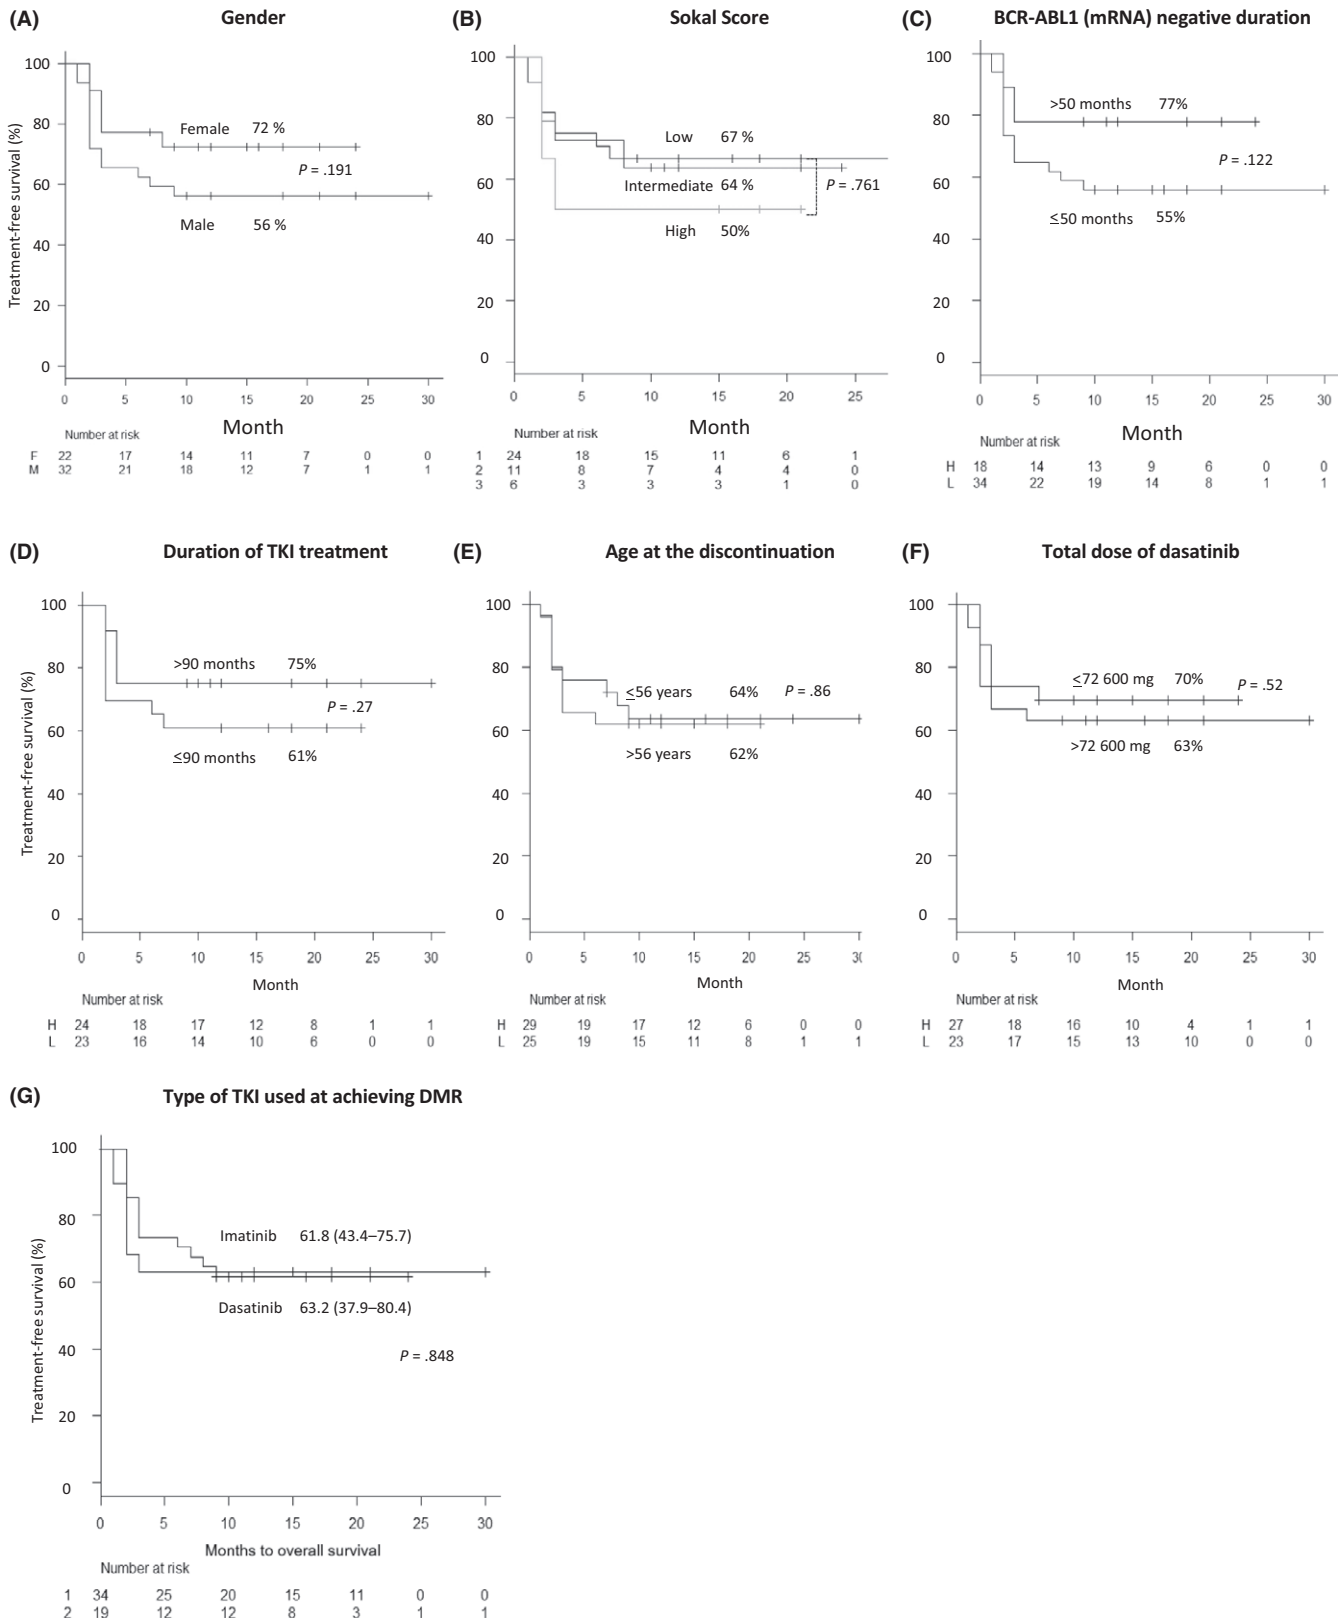 (A) Gender
Treatment-free survival (%)
100
80
60
40
20
0
Female 72 %
P = .191
Male 56 %
0 5 10 15 20 25 30
Month
Number at risk
F 22 17 14 11 7 0 0
M 32 21 18 12 7 1 1
(B) Sokal Score
100
80
60
40
20
0
Low 67 %
Intermediate 64 %
P = .761
High 50%
0 5 10 15 20 25
Month
Number at risk
1 24 18 15 11 6 1
2 11 8 7 4 4 0
3 6 3 3 3 1 0
(C) BCR-ABL1 (mRNA) negative duration
100
80
60
40
20
0
>50 months 77%
P = .122
≤50 months 55%
0 5 10 15 20 25 30
Month
Number at risk
H 18 14 13 9 6 0 0
L 34 22 19 14 8 1 1
(D) Duration of TKI treatment
Treatment-free survival (%)
100
80
60
40
20
0
>90 months 75%
P = .27
≤90 months 61%
0 5 10 15 20 25 30
Month
Number at risk
H 24 18 17 12 8 1 1
L 23 16 14 10 6 0 0
(E) Age at the discontinuation
100
80
60
40
20
0
≤56 years 64%
P = .86
>56 years 62%
0 5 10 15 20 25 30
Month
Number at risk
H 29 19 17 12 6 0 0
L 25 19 15 11 8 1 1
(F) Total dose of dasatinib
100
80
60
40
20
0
≤72 600 mg 70%
P = .52
>72 600 mg 63%
0 5 10 15 20 25 30
Month
Number at risk
H 27 18 16 10 4 1 1
L 23 17 15 13 10 0 0
(G) Type of TKI used at achieving DMR
Treatment-free survival (%)
100
80
60
40
20
0
Imatinib 61.8 (43.4–75.7)
Dasatinib 63.2 (37.9–80.4)
P = .848
0 5 10 15 20 25 30
Months to overall survival
Number at risk
1 34 25 20 15 11 0 0
2 19 12 12 8 3 1 1